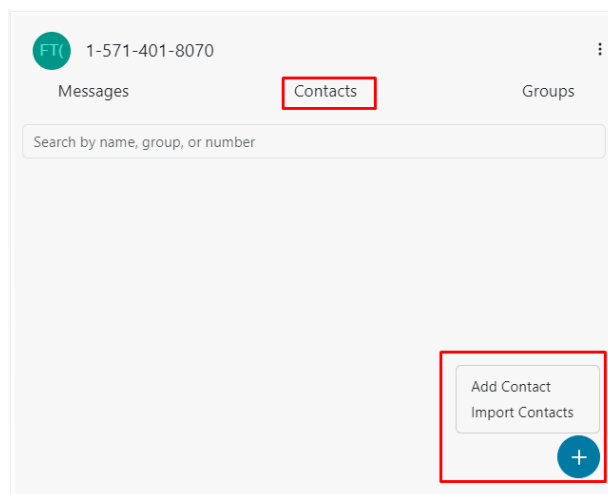 FT(
1-571-401-8070
Messages Contacts Groups
Search by name, group, or number
Add Contact
Import Contacts
+